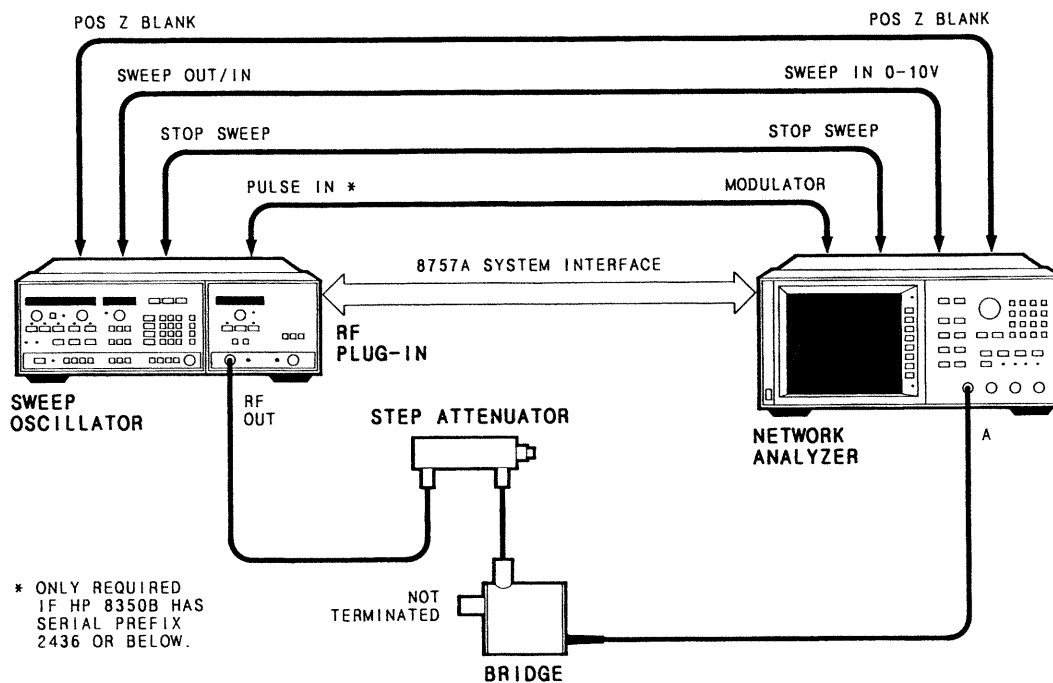 POS Z BLANK
POS Z BLANK
SWEEP OUT/IN
SWEEP IN 0-10V
STOP SWEEP
STOP SWEEP
PULSE IN *
MODULATOR
8757A SYSTEM INTERFACE
RF
PLUG-IN
SWEEP
OSCILLATOR
RF
OUT
STEP ATTENUATOR
NETWORK
ANALYZER
A
* ONLY REQUIRED
IF HP 8350B HAS
SERIAL PREFIX
2436 OR BELOW.
NOT
TERMINATED
BRIDGE